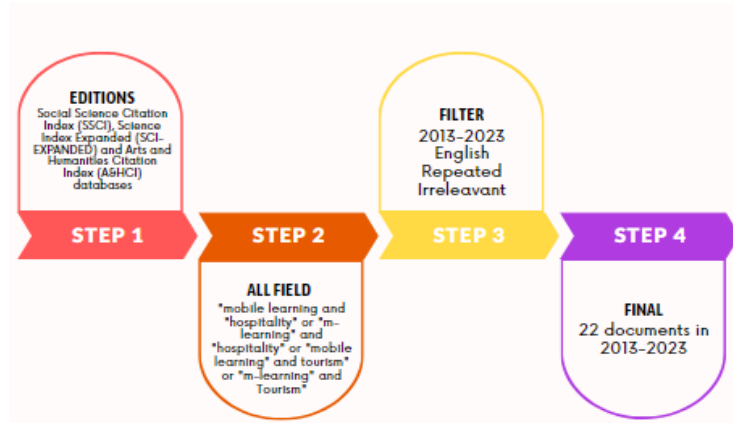 EDITIONS
Social Science Citation
Index (SSCI), Science
Index Expanded (SCI-
EXPANDED) and Arts and
Humanities Citation
Index (A&HCI)
databases
STEP 1
STEP 2
ALL FIELD
"mobile learning and
"hospitality" or "m-
learning" and
"hospitality" or "mobile
learning" and tourism"
or "m-learning" and
Tourism"
FILTER
2013-2023
English
Repeated
Irreleavant
STEP 3
STEP 4
FINAL
22 documents in
2013-2023